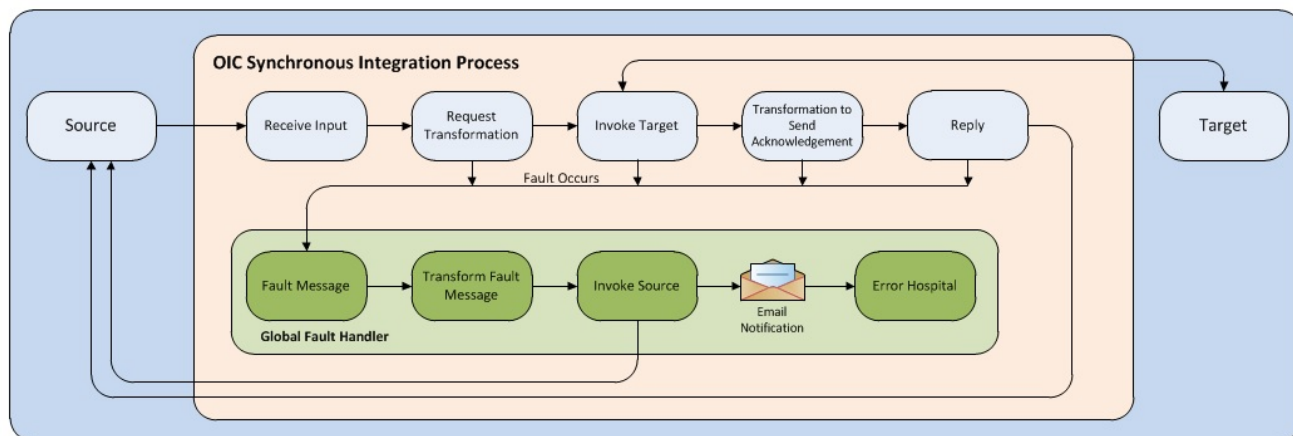 OIC Synchronous Integration Process
Source
Receive Input
Request
Transformation
Invoke Target
Transformation to
Send
Acknowledgement
Reply
Target
Fault Occurs
Fault Message
Transform Fault
Message
Invoke Source
Email
Notification
Error Hospital
Global Fault Handler